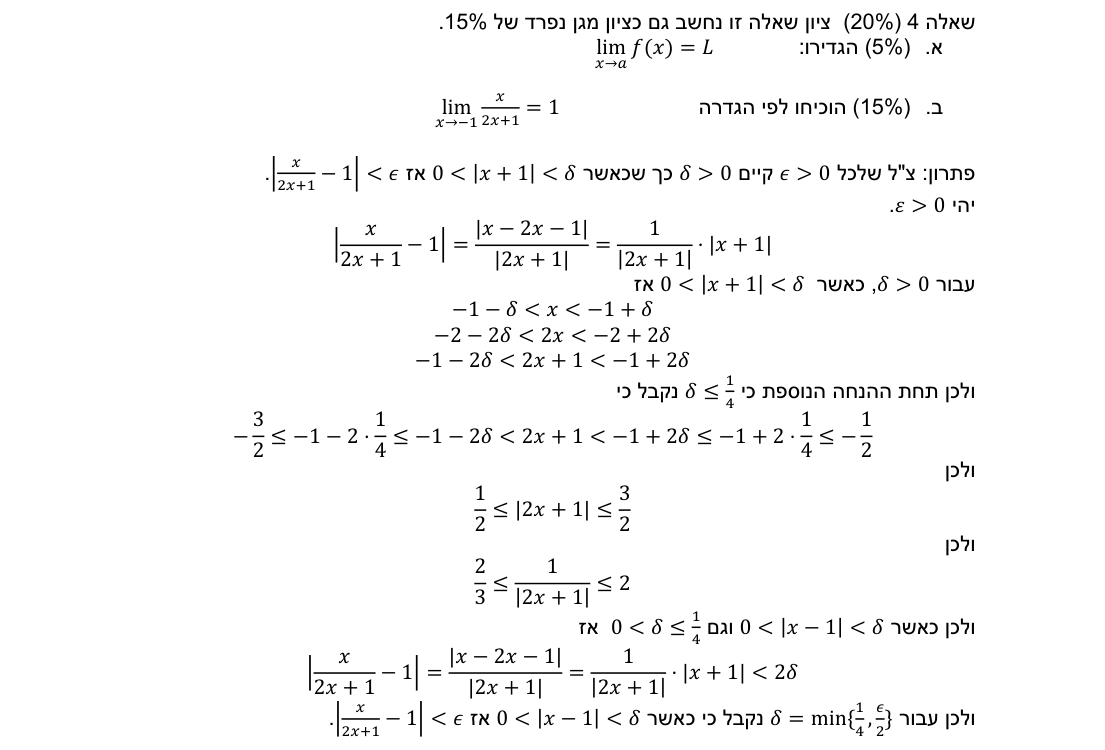 שאלה 4 (20%) ציון שאלה זו נחשב גם כציון מגן נפרד של 15%.
א. (5%) הגדירו: lim_{x→a} f(x) = L
ב. (15%) הוכיחו לפי הגדרה lim_{x→−1} x/(2x+1) = 1
פתרון: צ"ל שלכל ϵ > 0 קיים δ > 0 כך שכאשר 0 < |x + 1| < δ אז |x/(2x+1) − 1| < ϵ.
יהי ε > 0.
|x/(2x + 1) − 1| = |x − 2x − 1|/|2x + 1| = 1/|2x + 1| · |x + 1|
עבור δ > 0, כאשר 0 < |x + 1| < δ אז
−1 − δ < x < −1 + δ
−2 − 2δ < 2x < −2 + 2δ
−1 − 2δ < 2x + 1 < −1 + 2δ
ולכן תחת ההנחה הנוספת כי δ ≤ 1/4 נקבל כי
−3/2 ≤ −1 − 2 · 1/4 ≤ −1 − 2δ < 2x + 1 < −1 + 2δ ≤ −1 + 2 · 1/4 ≤ −1/2
ולכן
1/2 ≤ |2x + 1| ≤ 3/2
ולכן
2/3 ≤ 1/|2x + 1| ≤ 2
ולכן כאשר 0 < |x − 1| < δ וגם 0 < δ ≤ 1/4 אז
|x/(2x + 1) − 1| = |x − 2x − 1|/|2x + 1| = 1/|2x + 1| · |x + 1| < 2δ
ולכן עבור δ = min{1/4, ϵ/2} נקבל כי כאשר 0 < |x − 1| < δ אז |x/(2x+1) − 1| < ϵ.